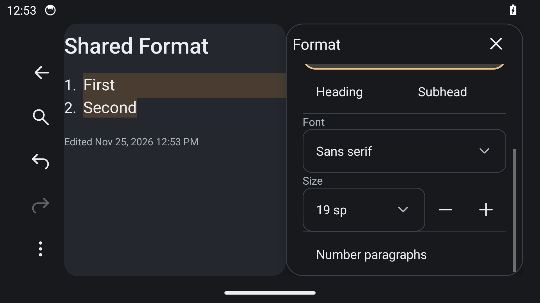 12:53
Shared Format
1. First
2. Second
Edited Nov 25, 2026 12:53 PM
Format
Heading
Subhead
Font
Sans serif
Size
19 sp
Number paragraphs